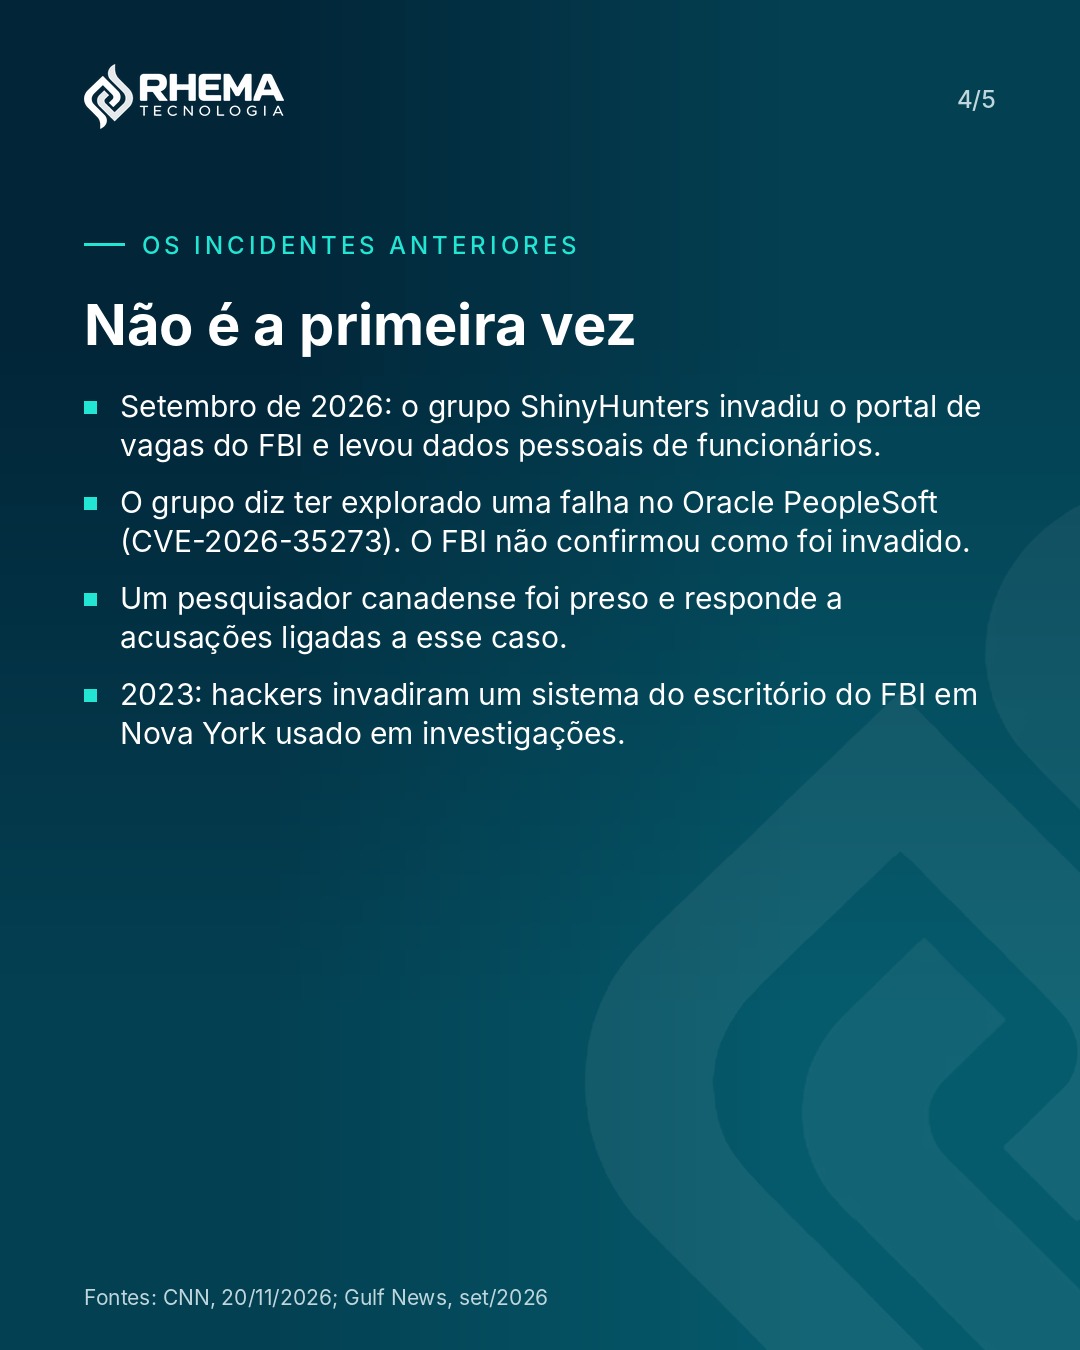 RHEMA
TECNOLOGIA
4/5
OS INCIDENTES ANTERIORES
Não é a primeira vez
Setembro de 2026: o grupo ShinyHunters invadiu o portal de
vagas do FBI e levou dados pessoais de funcionários.
O grupo diz ter explorado uma falha no Oracle PeopleSoft
(CVE-2026-35273). O FBI não confirmou como foi invadido.
Um pesquisador canadense foi preso e responde a
acusações ligadas a esse caso.
2023: hackers invadiram um sistema do escritório do FBI em
Nova York usado em investigações.
Fontes: CNN, 20/11/2026; Gulf News, set/2026